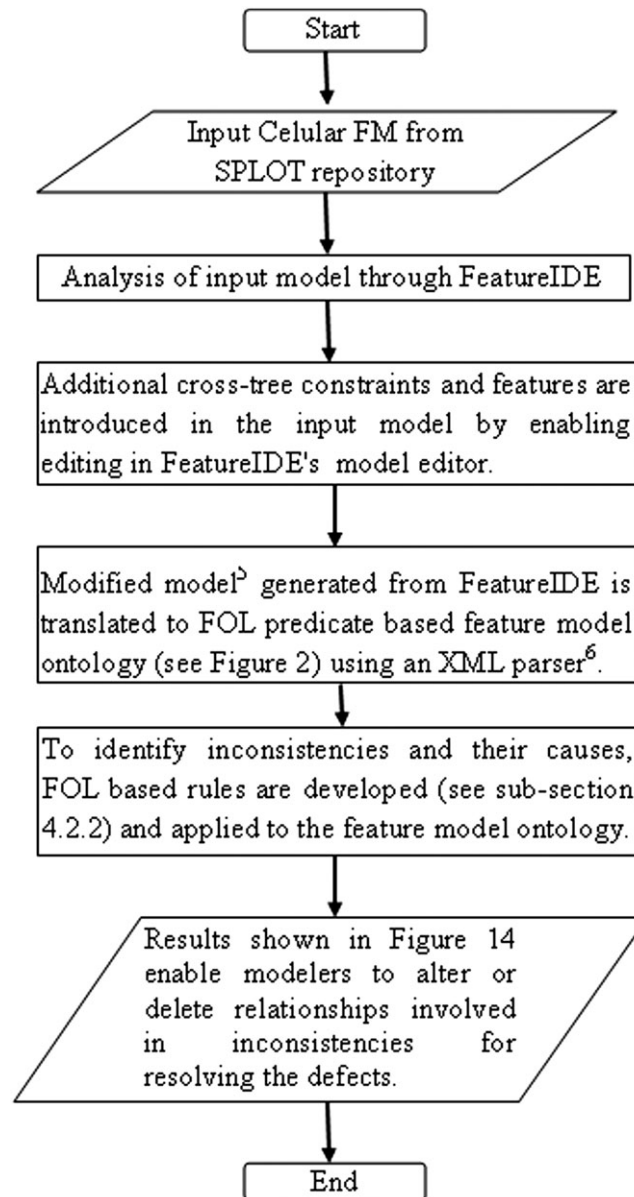 Start
Input Celular FM from
SPLOT repository
Analysis of input model through FeatureIDE
Additional cross-tree constraints and features are
introduced in the input model by enabling
editing in FeatureIDE's model editor.
Modified model⁵ generated from FeatureIDE is
translated to FOL predicate based feature model
ontology (see Figure 2) using an XML parser⁶.
To identify inconsistencies and their causes,
FOL based rules are developed (see sub-section
4.2.2) and applied to the feature model ontology.
Results shown in Figure 14
enable modelers to alter or
delete relationships involved
in inconsistencies for
resolving the defects.
End